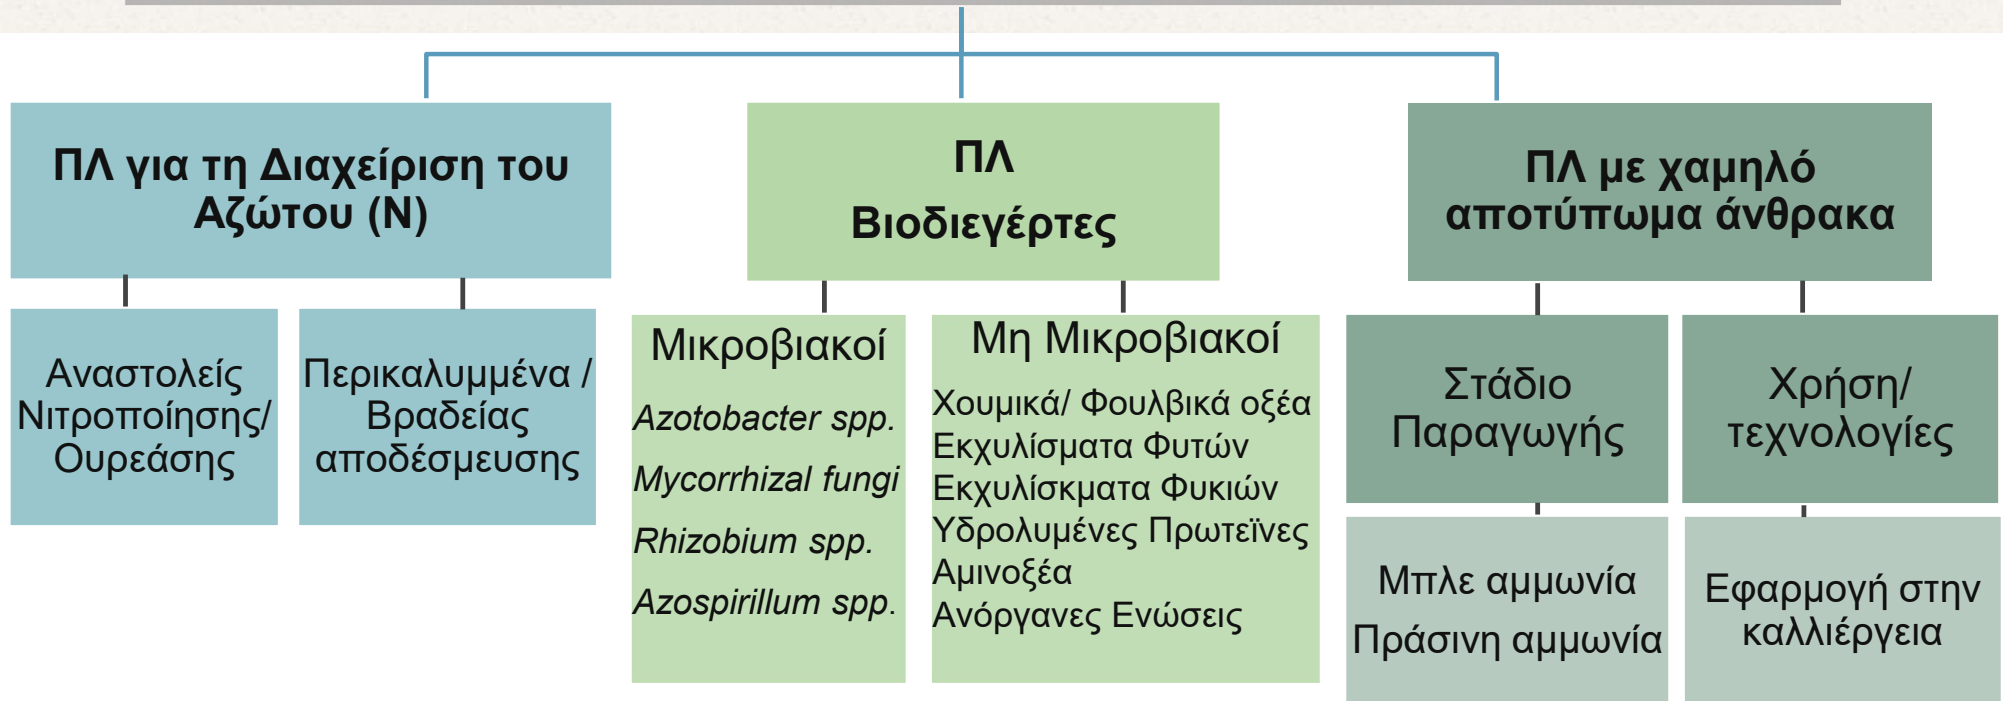 ΠΛ για τη Διαχείριση του
Αζώτου (Ν)
Αναστολείς
Νιτροποίησης/
Ουρεάσης
Περικαλυμμένα /
Βραδείας
αποδέσμευσης
ΠΛ
Βιοδιεγέρτες
Μικροβιακοί
Azotobacter spp.
Mycorrhizal fungi
Rhizobium spp.
Azospirillum spp.
Μη Μικροβιακοί
Χουμικά/ Φουλβικά οξέα
Εκχυλίσματα Φυτών
Εκχυλίσκματα Φυκιών
Υδρολυμένες Πρωτεϊνες
Αμινοξέα
Ανόργανες Ενώσεις
ΠΛ με χαμηλό
αποτύπωμα άνθρακα
Στάδιο
Παραγωγής
Μπλε αμμωνία
Πράσινη αμμωνία
Χρήση/
τεχνολογίες
Εφαρμογή στην
καλλιέργεια